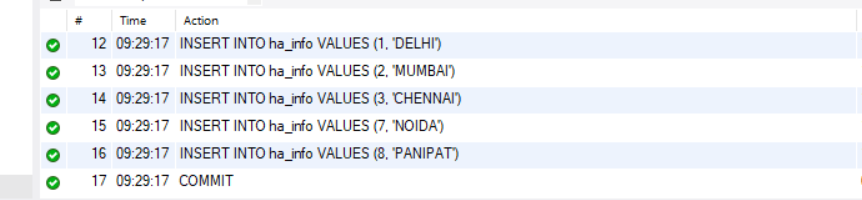 # Time Action
12 09:29:17 INSERT INTO ha_info VALUES (1, 'DELHI')
13 09:29:17 INSERT INTO ha_info VALUES (2, 'MUMBAI')
14 09:29:17 INSERT INTO ha_info VALUES (3, 'CHENNAI')
15 09:29:17 INSERT INTO ha_info VALUES (7, 'NOIDA')
16 09:29:17 INSERT INTO ha_info VALUES (8, 'PANIPAT')
17 09:29:17 COMMIT